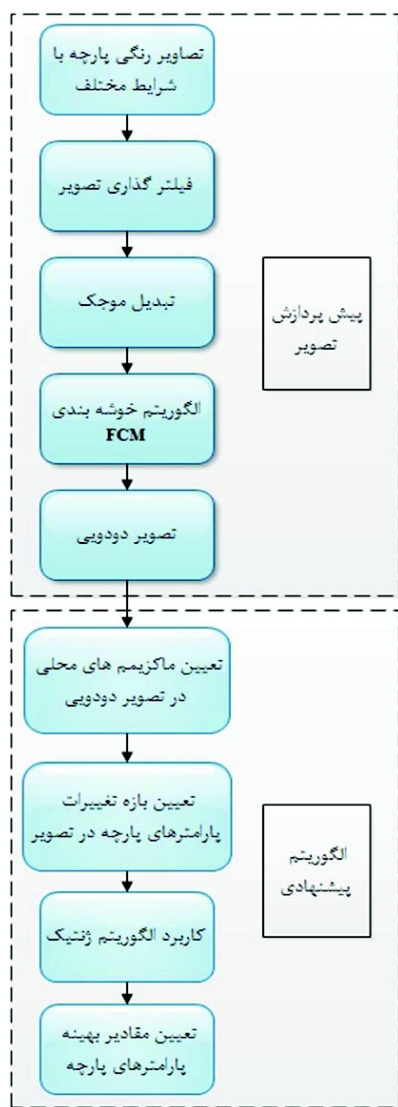 تصاویر رنگی پارچه با
شرایط مختلف
فیلتر گذاری تصویر
تبدیل موجک
الگوریتم خوشه بندی
FCM
تصویر دودویی
پیش پردازش
تصویر
تعیین ماکزیمم های محلی
در تصویر دودویی
تعیین بازه تغییرات
پارامترهای پارچه در تصویر
کاربرد الگوریتم ژنتیک
تعیین مقادیر بهینه
پارامترهای پارچه
الگوریتم
پیشنهادی